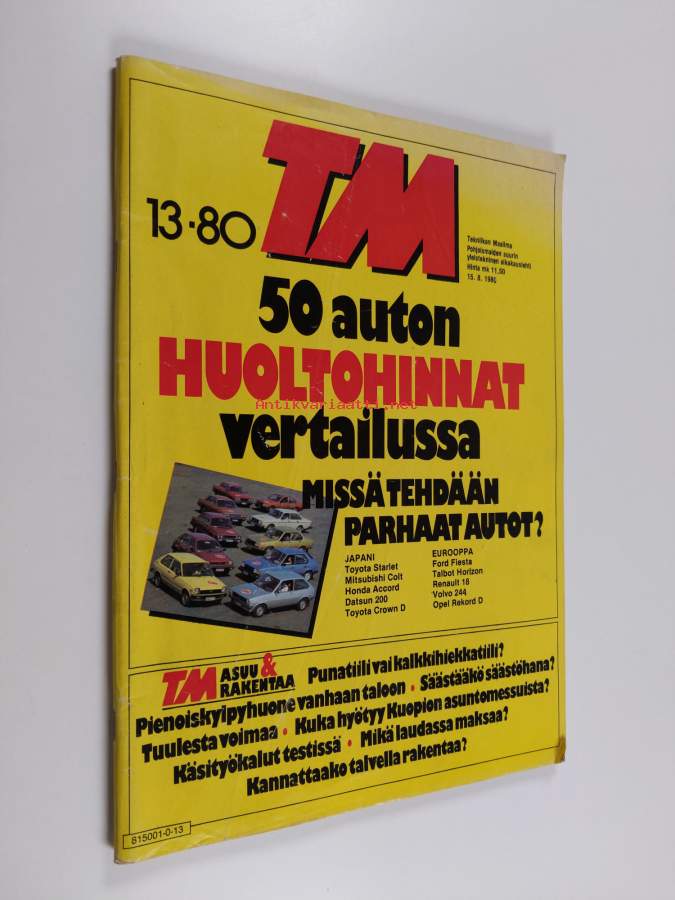 TM
13·80
Tekniikan Maailma
Pohjoismaiden suurin
yleistekninen aikakauslehti
Hinta mk 11,50
15. 8. 1980
50 auton
HUOLTOHINNAT
Antikvariaatti.net
vertailussa
MISSÄ TEHDÄÄN
PARHAAT AUTOT?
JAPANI
Toyota Starlet
Mitsubishi Colt
Honda Accord
Datsun 200
Toyota Crown D
EUROOPPA
Ford Fiesta
Talbot Horizon
Renault 18
Volvo 244
Opel Rekord D
TM ASUU &
RAKENTAA
Punatiili vai kalkkihiekkatiili?
Pienoiskylpyhuone vanhaan taloon • Säästääkö säästöhana?
Tuulesta voimaa • Kuka hyötyy Kuopion asuntomessuista?
Käsityökalut testissä • Mikä laudassa maksaa?
Kannattaako talvella rakentaa?
815001-0-13